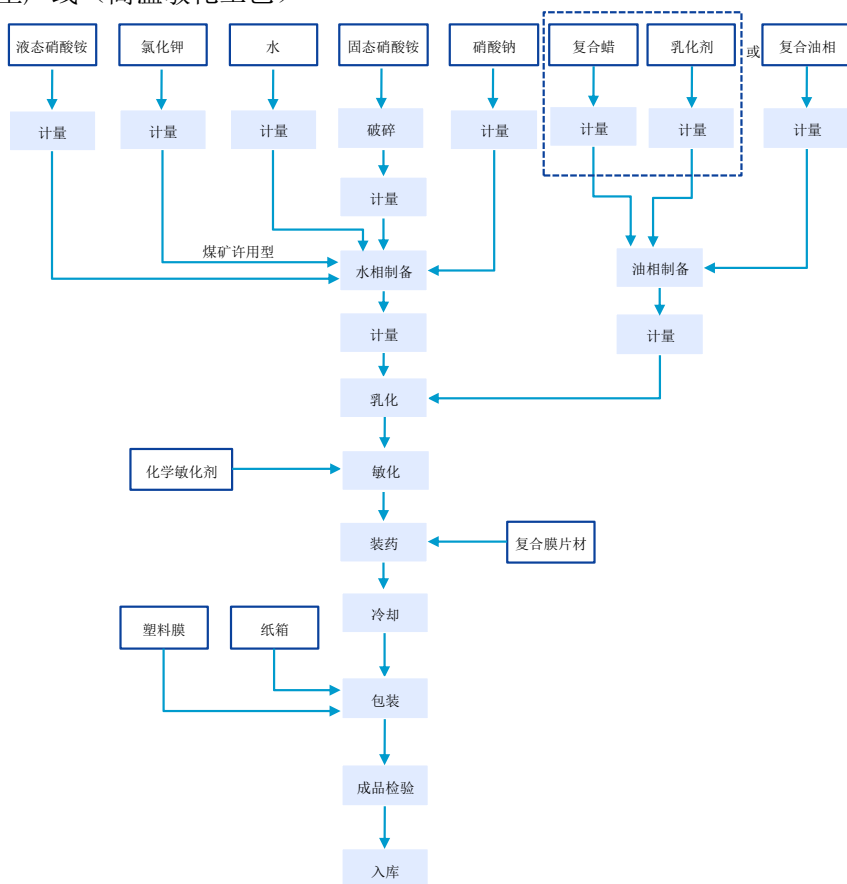 液态硝酸铵
氯化钾
水
固态硝酸铵
硝酸钠
复合蜡
乳化剂
或
复合油相
计量
计量
计量
破碎
计量
计量
计量
计量
计量
煤矿许用型
水相制备
油相制备
计量
计量
乳化
化学敏化剂
敏化
装药
复合膜片材
冷却
塑料膜
纸箱
包装
成品检验
入库